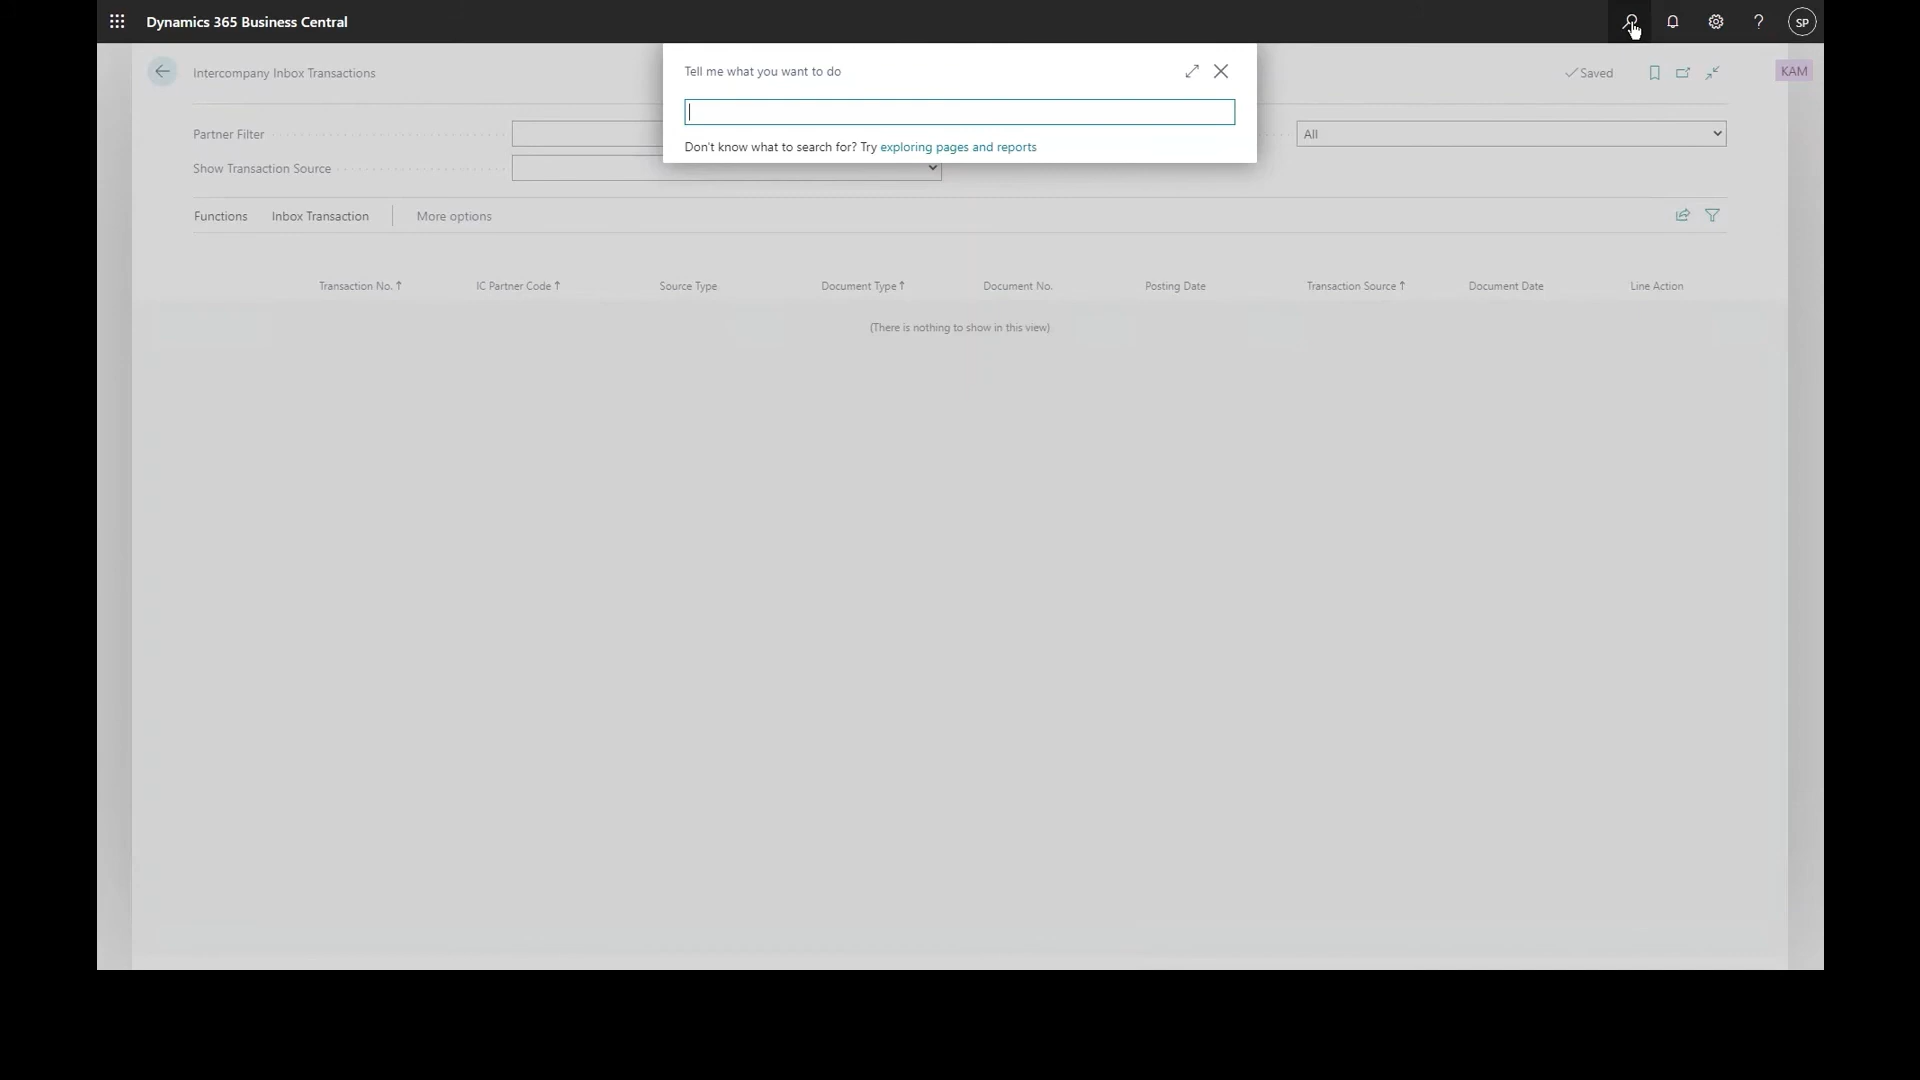 Dynamics 365 Business Central
? SP
Tell me what you want to do
Don't know what to search for? Try exploring pages and reports
Intercompany Inbox Transactions
Saved
KAM
Partner Filter
All
Show Transaction Source
Functions Inbox Transaction More options
Transaction No. ↑ IC Partner Code ↑ Source Type Document Type ↑ Document No. Posting Date Transaction Source ↑ Document Date Line Action
(There is nothing to show in this view)